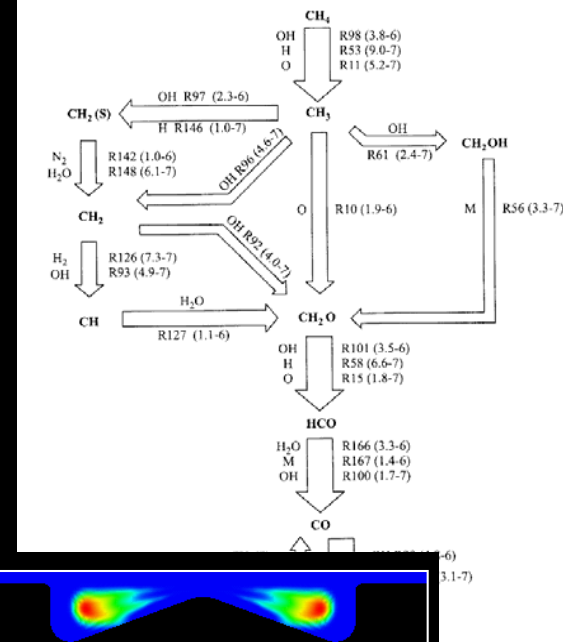 CH4
OH R98 (3.8-6)
H R53 (9.0-7)
O R11 (5.2-7)
CH3
OH R97 (2.3-6)
H R146 (1.0-7)
CH2 (S)
OH R96 (4.6-7)
OH
R61 (2.4-7)
CH2OH
N2 R142 (1.0-6)
H2O R148 (6.1-7)
CH2
OH R92 (4.0-7)
O R10 (1.9-6)
M R56 (3.3-7)
H2 R126 (7.3-7)
OH R93 (4.9-7)
CH
H2O
R127 (1.1-6)
CH2O
OH R101 (3.5-6)
H R58 (6.6-7)
O R15 (1.8-7)
HCO
H2O R166 (3.3-6)
M R167 (1.4-6)
OH R100 (1.7-7)
CO
-6)
3.1-7)